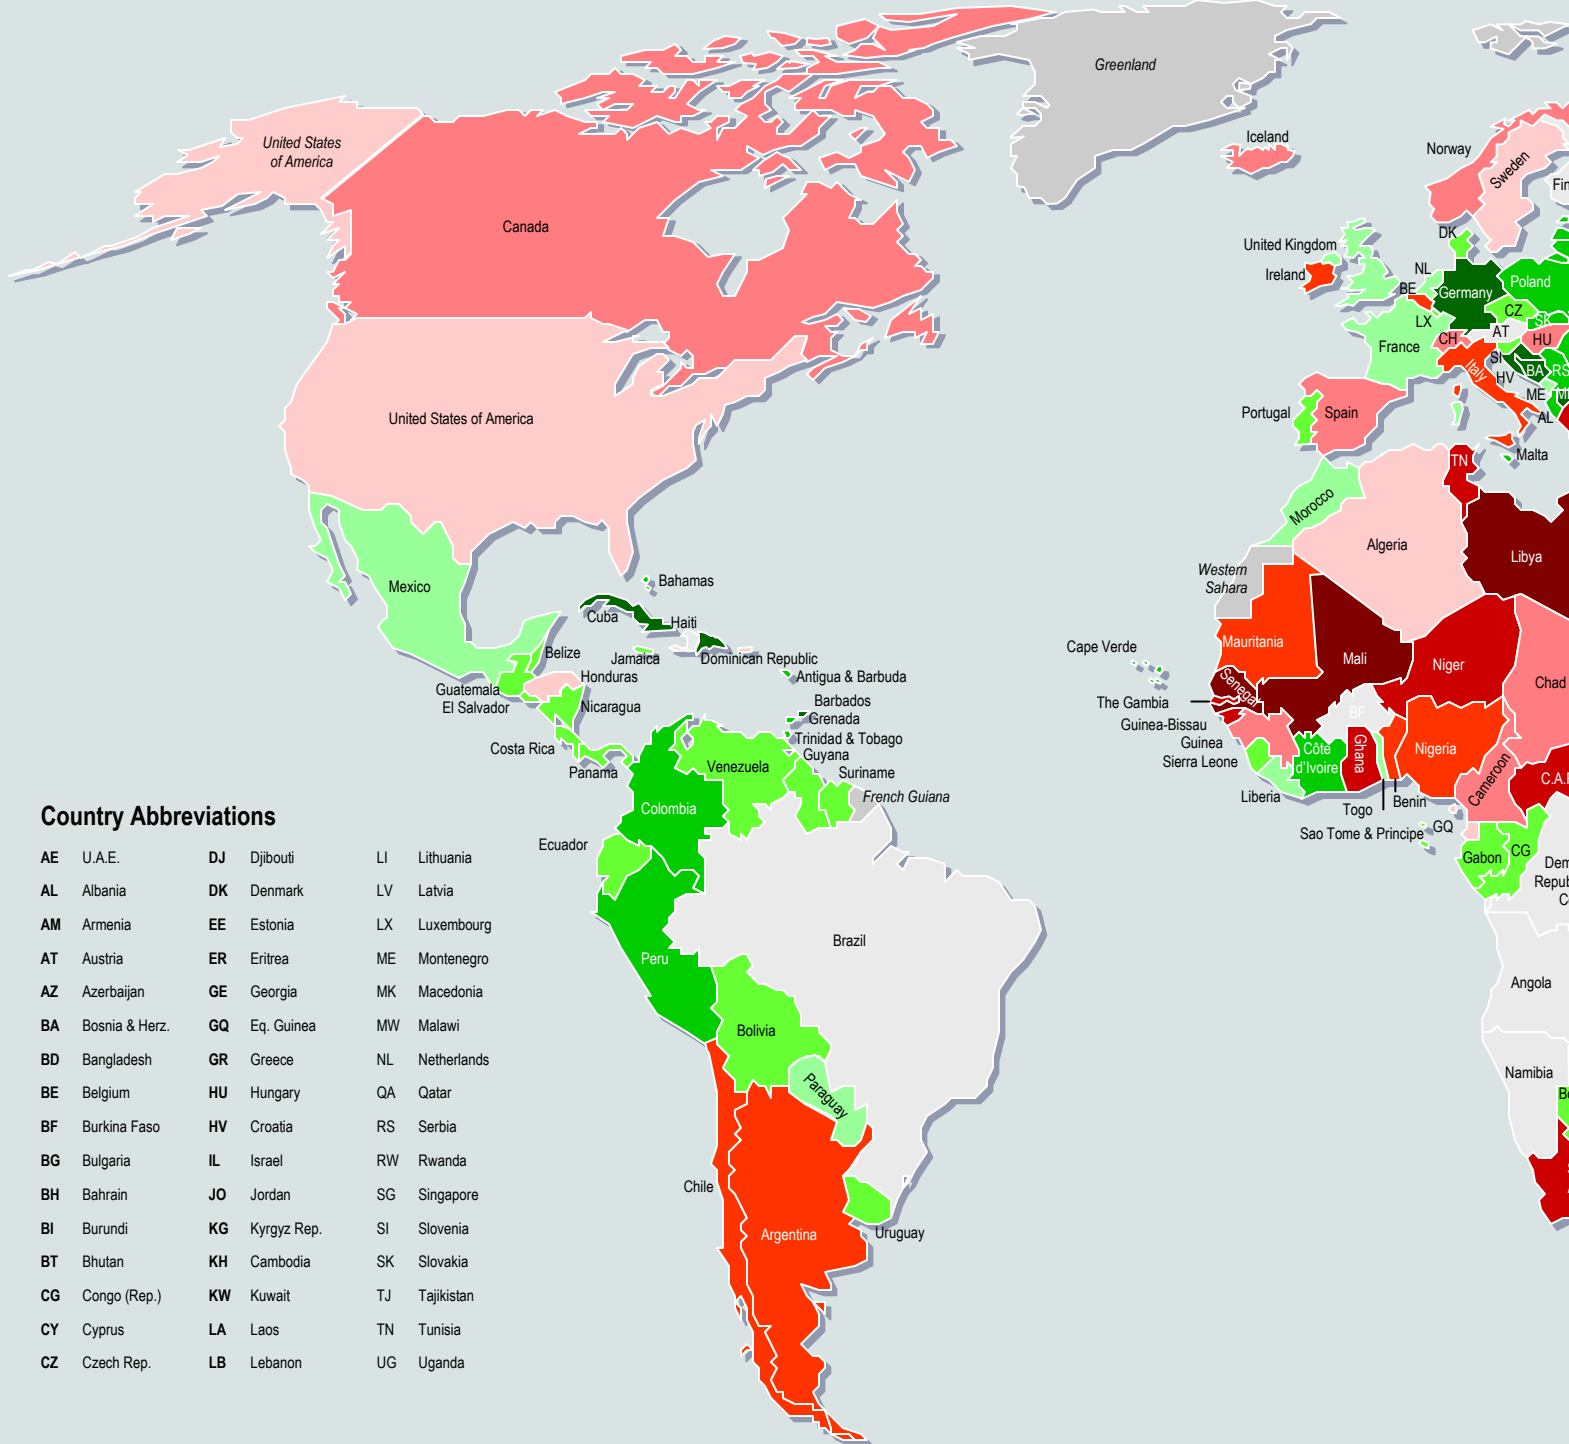 Greenland
Iceland
United States
of America
Norway
Sweden
Fin
Canada
DK
United Kingdom
Ireland
NL
BE
Germany
Poland
LX
CZ
SK
AT
France
CH
HU
Italy
SI
HV
BA
RS
ME
AL
United States of America
Portugal
Spain
Malta
TN
Morocco
Algeria
Libya
Western
Sahara
Mexico
Bahamas
Cuba
Haiti
Jamaica
Dominican Republic
Belize
Honduras
Antigua & Barbuda
Guatemala
El Salvador
Nicaragua
Barbados
Grenada
Trinidad & Tobago
Guyana
Suriname
French Guiana
Costa Rica
Panama
Venezuela
Colombia
Ecuador
Cape Verde
Mauritania
Mali
Niger
Chad
Senegal
The Gambia
Guinea-Bissau
Guinea
Sierra Leone
Liberia
BF
Côte
d'Ivoire
Ghana
Togo
Benin
Nigeria
Cameroon
C.A.
Sao Tome & Principe
GQ
Gabon
CG
Dem
Repub
C
Brazil
Peru
Bolivia
Paraguay
Angola
Namibia
B
Chile
Argentina
Uruguay
Country Abbreviations
AE U.A.E. DJ Djibouti LI Lithuania
AL Albania DK Denmark LV Latvia
AM Armenia EE Estonia LX Luxembourg
AT Austria ER Eritrea ME Montenegro
AZ Azerbaijan GE Georgia MK Macedonia
BA Bosnia & Herz. GQ Eq. Guinea MW Malawi
BD Bangladesh GR Greece NL Netherlands
BE Belgium HU Hungary QA Qatar
BF Burkina Faso HV Croatia RS Serbia
BG Bulgaria IL Israel RW Rwanda
BH Bahrain JO Jordan SG Singapore
BI Burundi KG Kyrgyz Rep. SI Slovenia
BT Bhutan KH Cambodia SK Slovakia
CG Congo (Rep.) KW Kuwait TJ Tajikistan
CY Cyprus LA Laos TN Tunisia
CZ Czech Rep. LB Lebanon UG Uganda